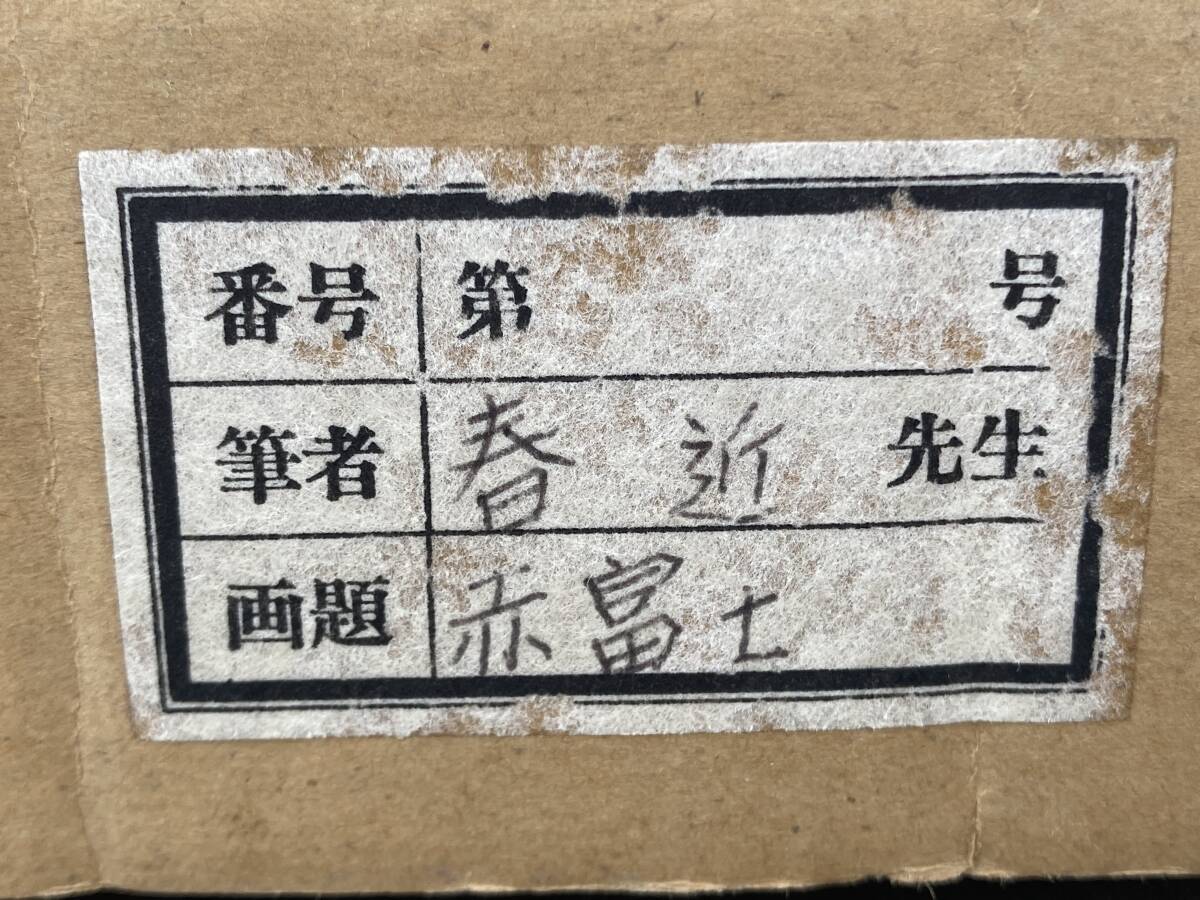 番号 第 号
筆者 春近 先生
画題 赤富士